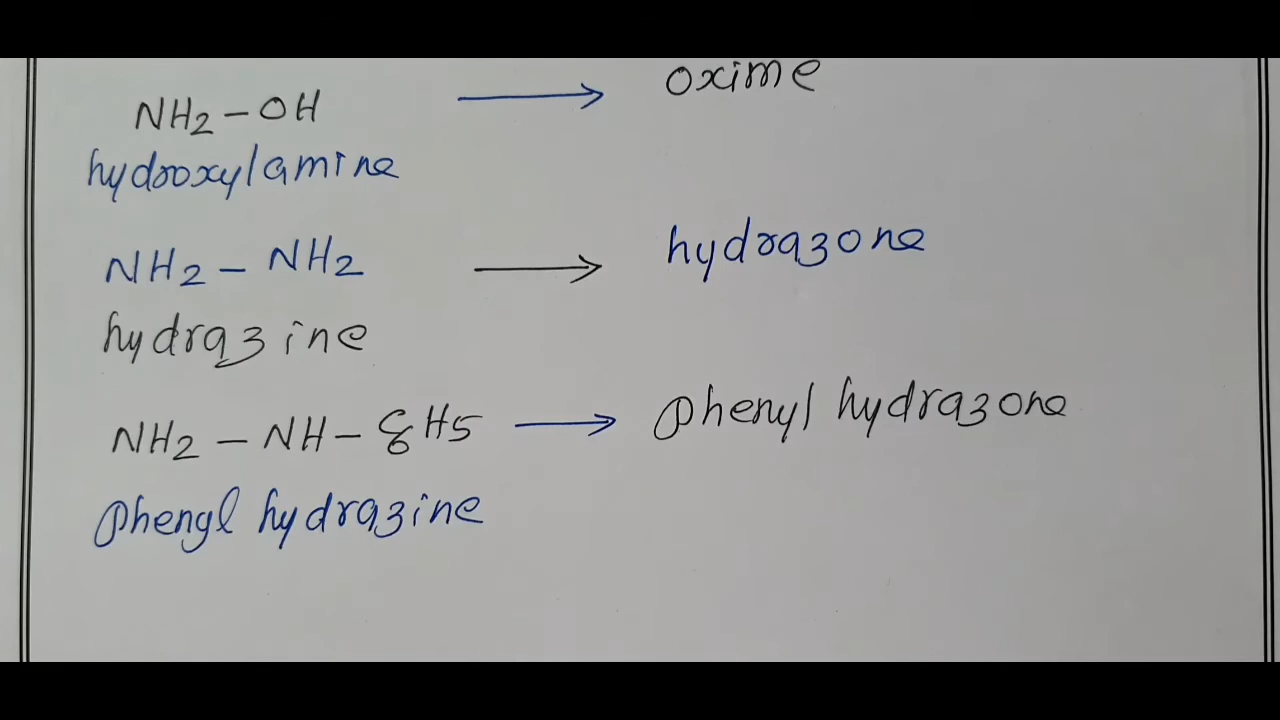 NH2 – OH → oxime
hydroxylamine
NH2 – NH2 → hydrazone
hydrazine
NH2 – NH – C6H5 → phenyl hydrazone
phenyl hydrazine